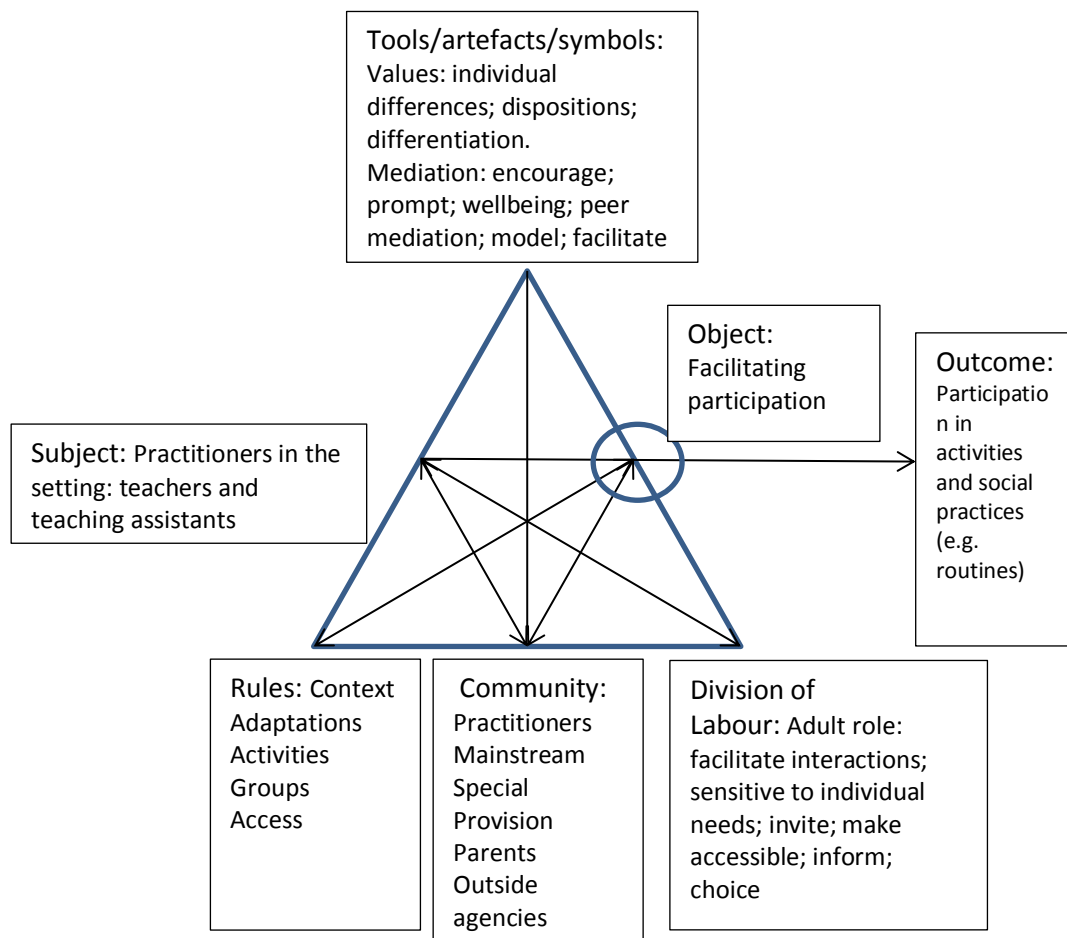 Tools/artefacts/symbols:
Values: individual
differences; dispositions;
differentiation.
Mediation: encourage;
prompt; wellbeing; peer
mediation; model; facilitate
Object:
Facilitating
participation
Outcome:
Participatio
n in
activities
and social
practices
(e.g.
routines)
Subject: Practitioners in the
setting: teachers and
teaching assistants
Rules: Context
Adaptations
Activities
Groups
Access
Community:
Practitioners
Mainstream
Special
Provision
Parents
Outside
agencies
Division of
Labour: Adult role:
facilitate interactions;
sensitive to individual
needs; invite; make
accessible; inform;
choice